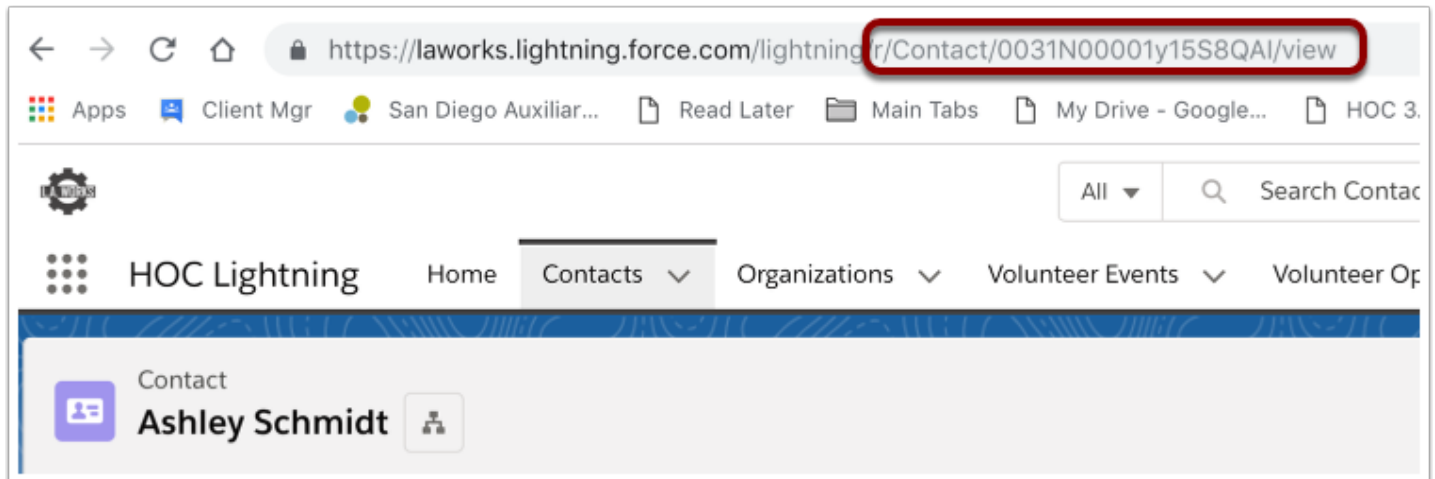 https://laworks.lightning.force.com/lightning/r/Contact/0031N00001y15S8QAI/view
Apps Client Mgr San Diego Auxiliar... Read Later Main Tabs My Drive - Google... HOC 3.
L.A. WORKS All Search Contac
HOC Lightning Home Contacts Organizations Volunteer Events Volunteer Op
Contact
Ashley Schmidt